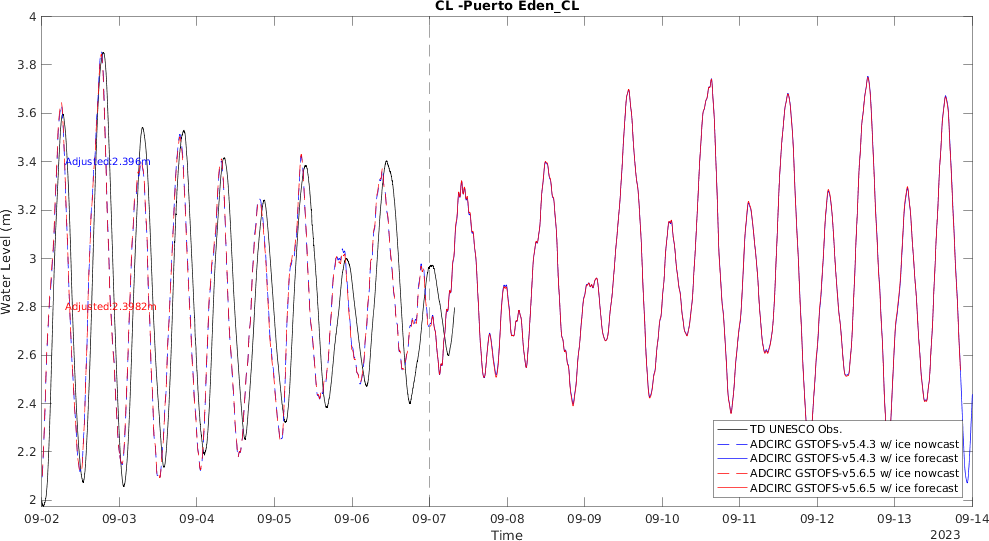 CL -Puerto Eden_CL
4
3.8
3.6
3.4
3.2
3
2.8
2.6
2.4
2.2
2
Water Level (m)
Adjusted:2.396m
Adjusted:2.3982m
TD UNESCO Obs.
ADCIRC GSTOFS-v5.4.3 w/ ice nowcast
ADCIRC GSTOFS-v5.4.3 w/ ice forecast
ADCIRC GSTOFS-v5.6.5 w/ ice nowcast
ADCIRC GSTOFS-v5.6.5 w/ ice forecast
09-02 09-03 09-04 09-05 09-06 09-07 09-08 09-09 09-10 09-11 09-12 09-13 09-14
Time
2023